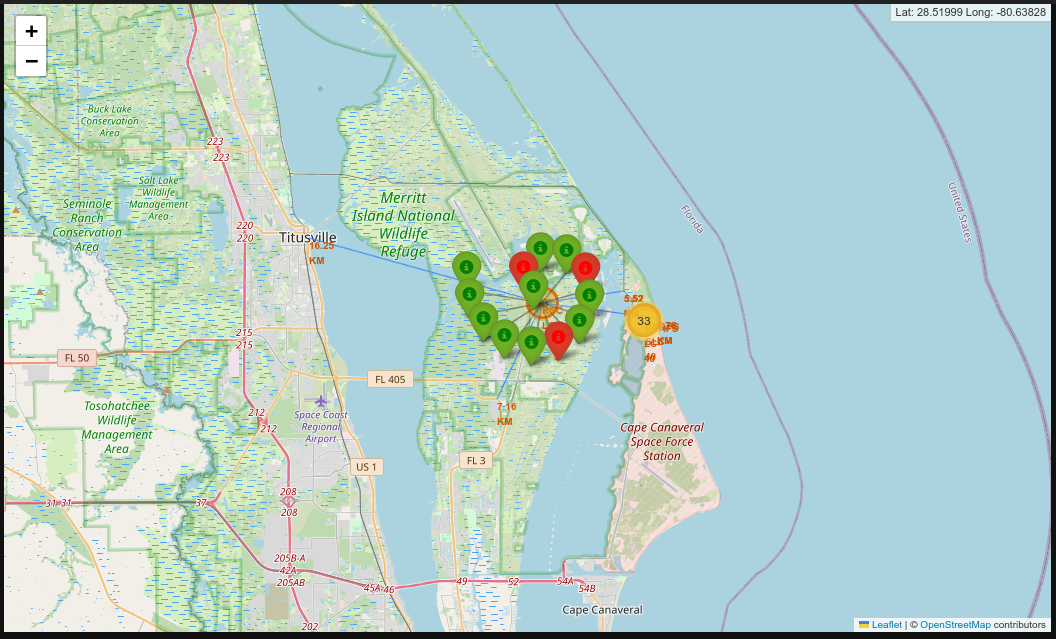 Lat: 28.51999 Long: -80.63828
+
−
Buck Lake
Conservation
Area
223
223
Salt Lake
Wildlife
Management
Area
Seminole
Ranch
Conservation
Area
Merritt
Island National
Wildlife
Refuge
United States
Florida
220
220
Titusville
16.25
KM
5.52
33
KM
215
215
FL 50
FL 405
Space Coast
Regional
Airport
7.16
KM
Tosohatchee
Wildlife
Management
Area
212
212
Cape Canaveral
Space Force
Station
FL 3
US 1
208
208
31
31
37
205B-A
42A
205AB
45A
46
49
52
54A
54B
202
Cape Canaveral
Leaflet | © OpenStreetMap contributors